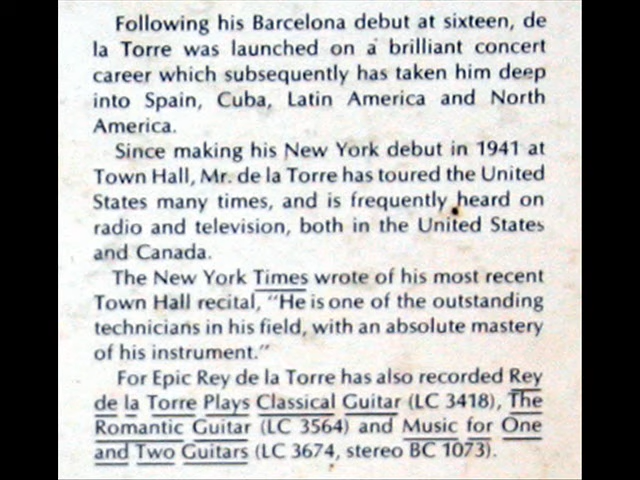 Following his Barcelona debut at sixteen, de
la Torre was launched on a brilliant concert
career which subsequently has taken him deep
into Spain, Cuba, Latin America and North
America.
Since making his New York debut in 1941 at
Town Hall, Mr. de la Torre has toured the United
States many times, and is frequently heard on
radio and television, both in the United States
and Canada.
The New York Times wrote of his most recent
Town Hall recital, "He is one of the outstanding
technicians in his field, with an absolute mastery
of his instrument."
For Epic Rey de la Torre has also recorded Rey
de la Torre Plays Classical Guitar (LC 3418), The
Romantic Guitar (LC 3564) and Music for One
and Two Guitars (LC 3674, stereo BC 1073).